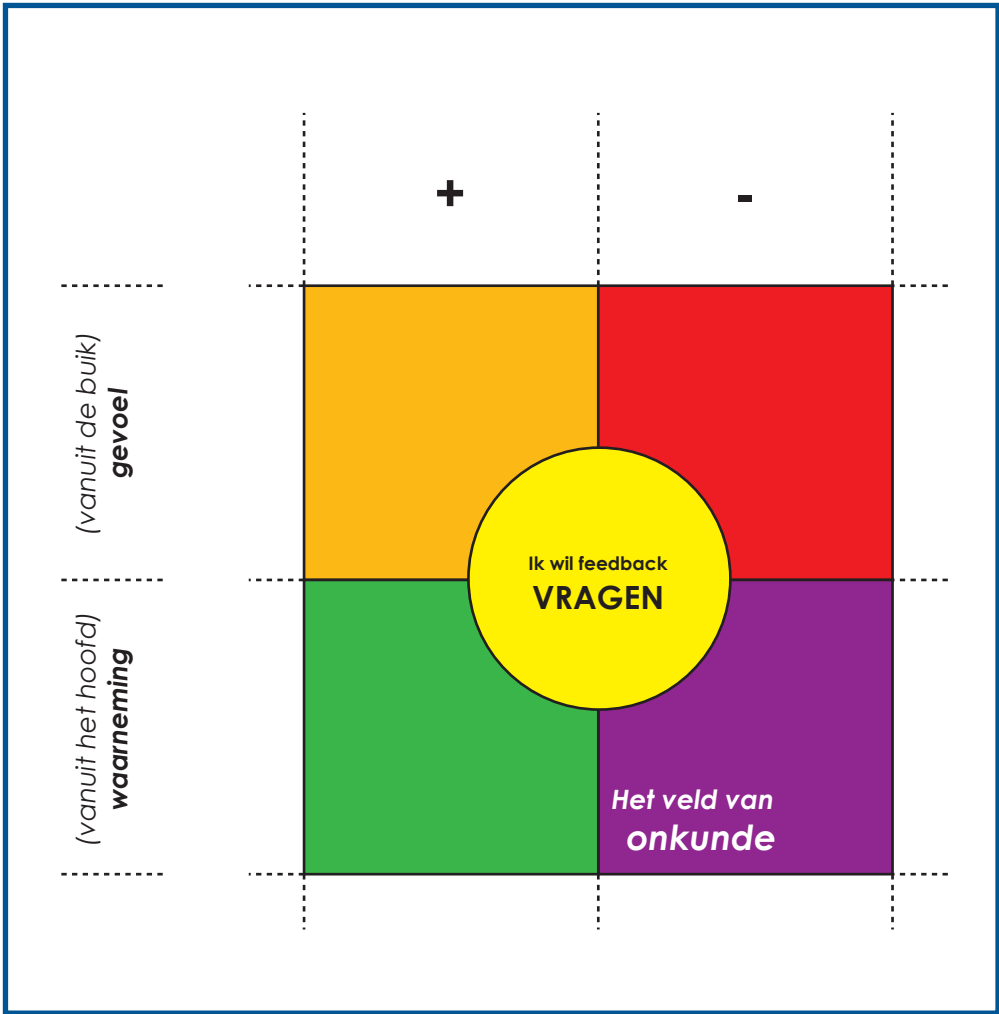 +
-
(vanuit de buik)
gevoel
Ik wil feedback
VRAGEN
(vanuit het hoofd)
waarneming
Het veld van
onkunde